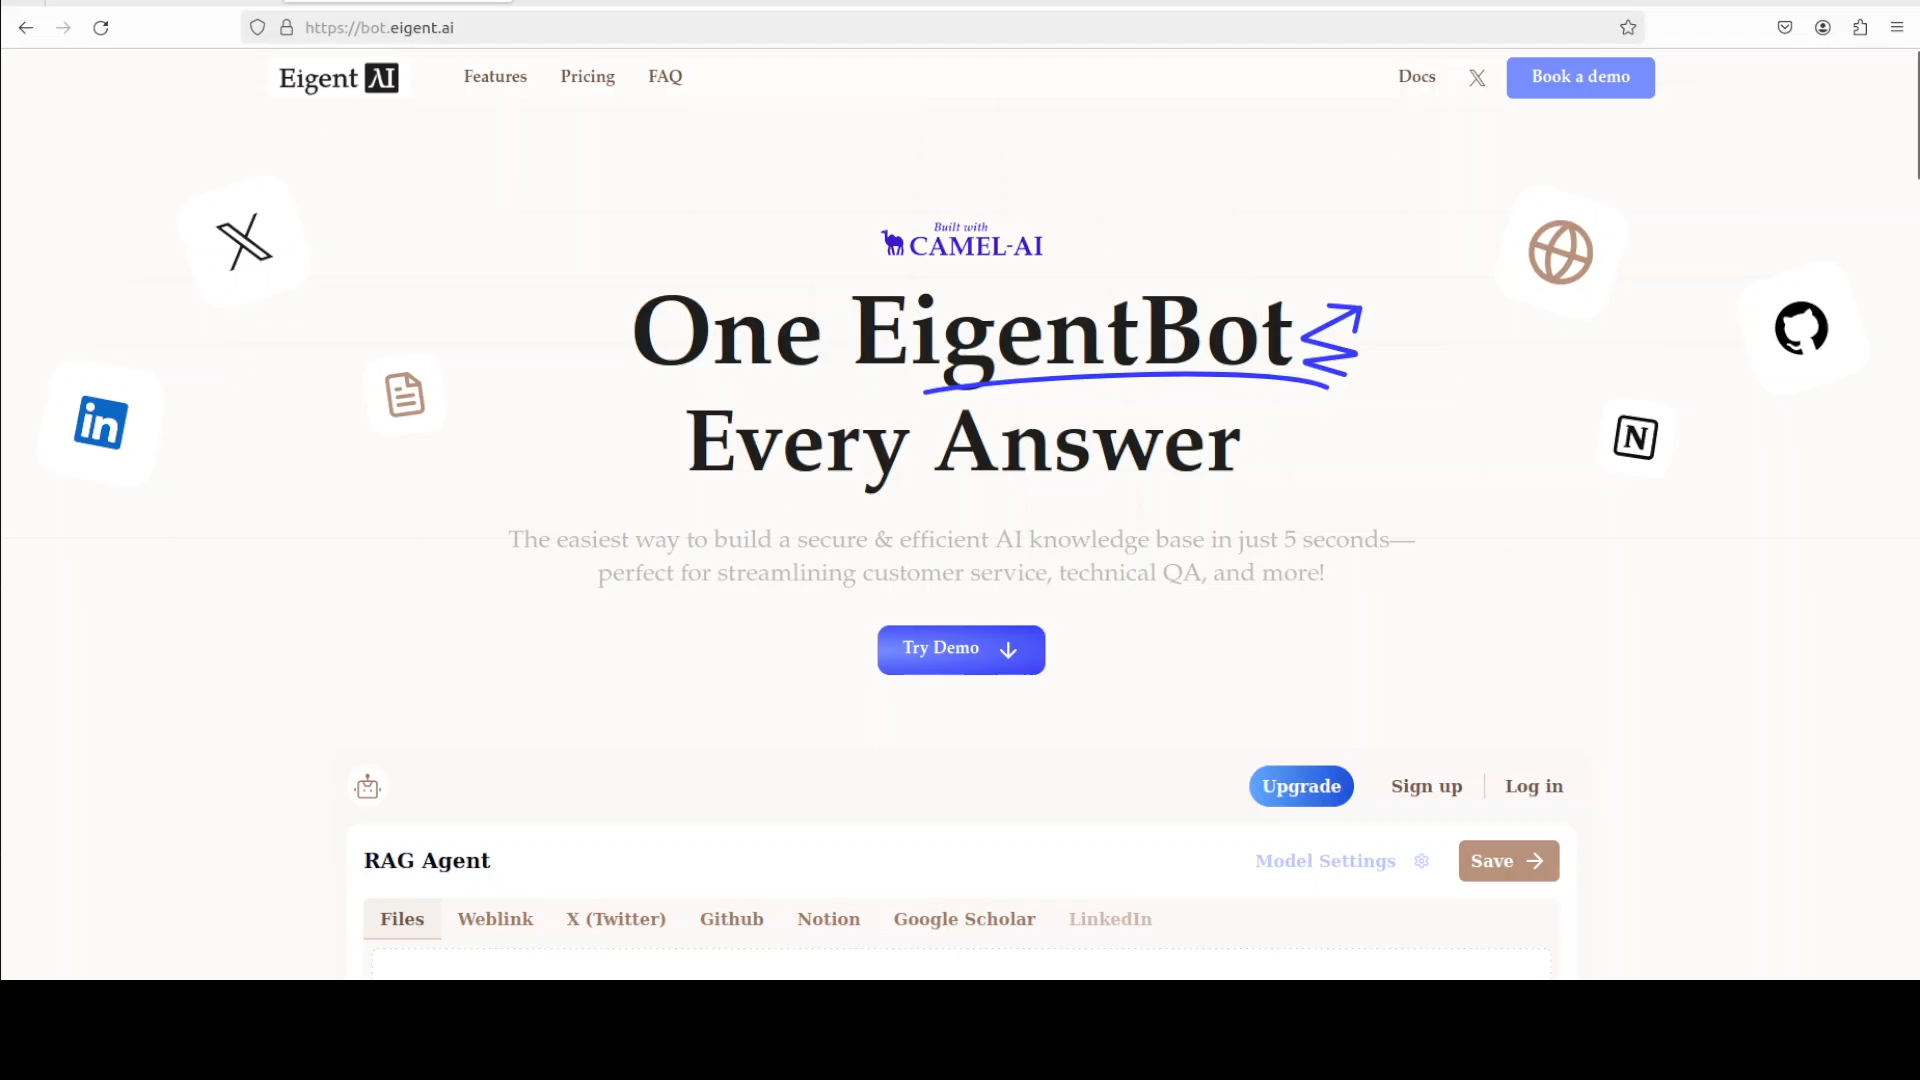 https://bot.eigent.ai
Eigent AI
Features
Pricing
FAQ
Docs
Book a demo
Built with
CAMEL-AI
One EigentBot
Every Answer
The easiest way to build a secure & efficient AI knowledge base in just 5 seconds—
perfect for streamlining customer service, technical QA, and more!
Try Demo
Upgrade
Sign up
Log in
RAG Agent
Model Settings
Save
Files
Weblink
X (Twitter)
Github
Notion
Google Scholar
LinkedIn